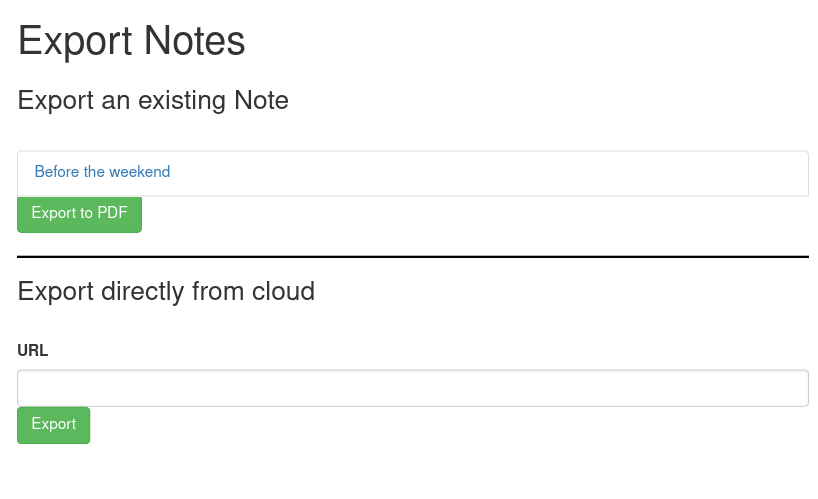 Export Notes
Export an existing Note
Before the weekend
Export to PDF
Export directly from cloud
URL
Export